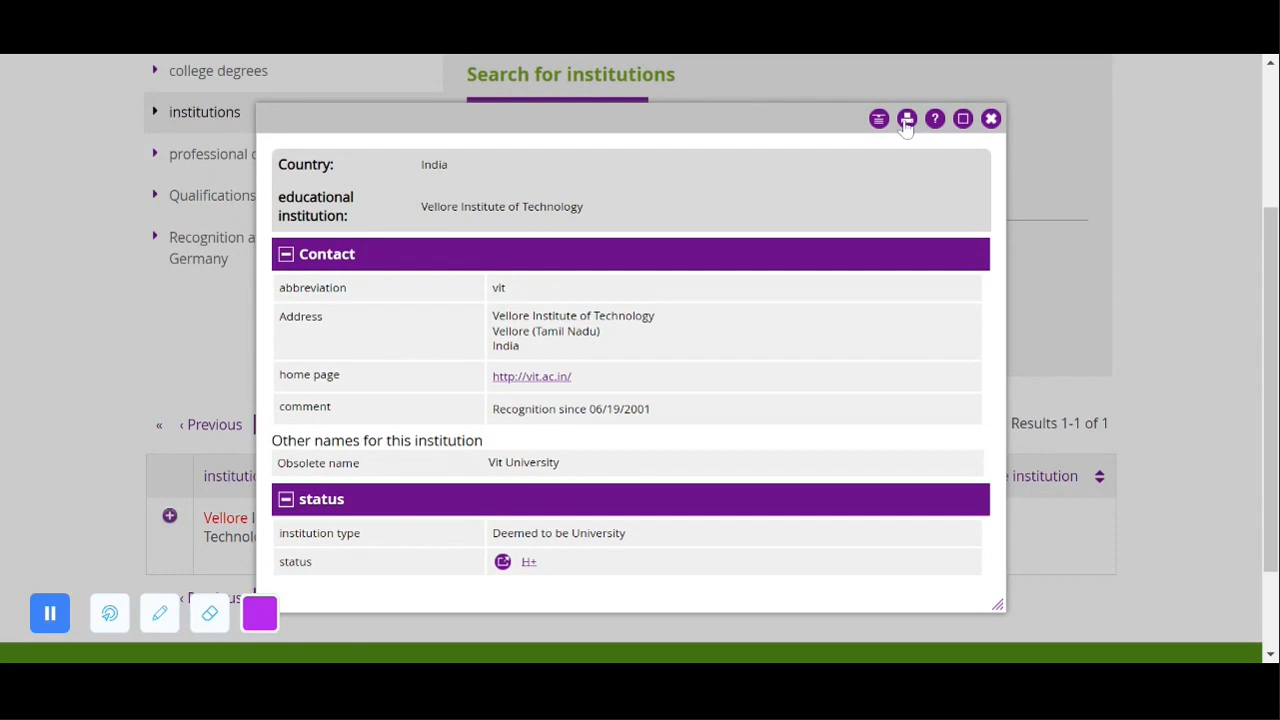 college degrees
Search for institutions
institutions
professional
Qualifications
Recognition
Germany
?
Country: India
educational
institution: Vellore Institute of Technology
Contact
abbreviation vit
Address Vellore Institute of Technology
Vellore (Tamil Nadu)
India
home page http://vit.ac.in/
comment Recognition since 06/19/2001
Other names for this institution
Obsolete name Vit University
status
institution type Deemed to be University
status H+
« ‹ Previous
Results 1-1 of 1
institution
Vellore